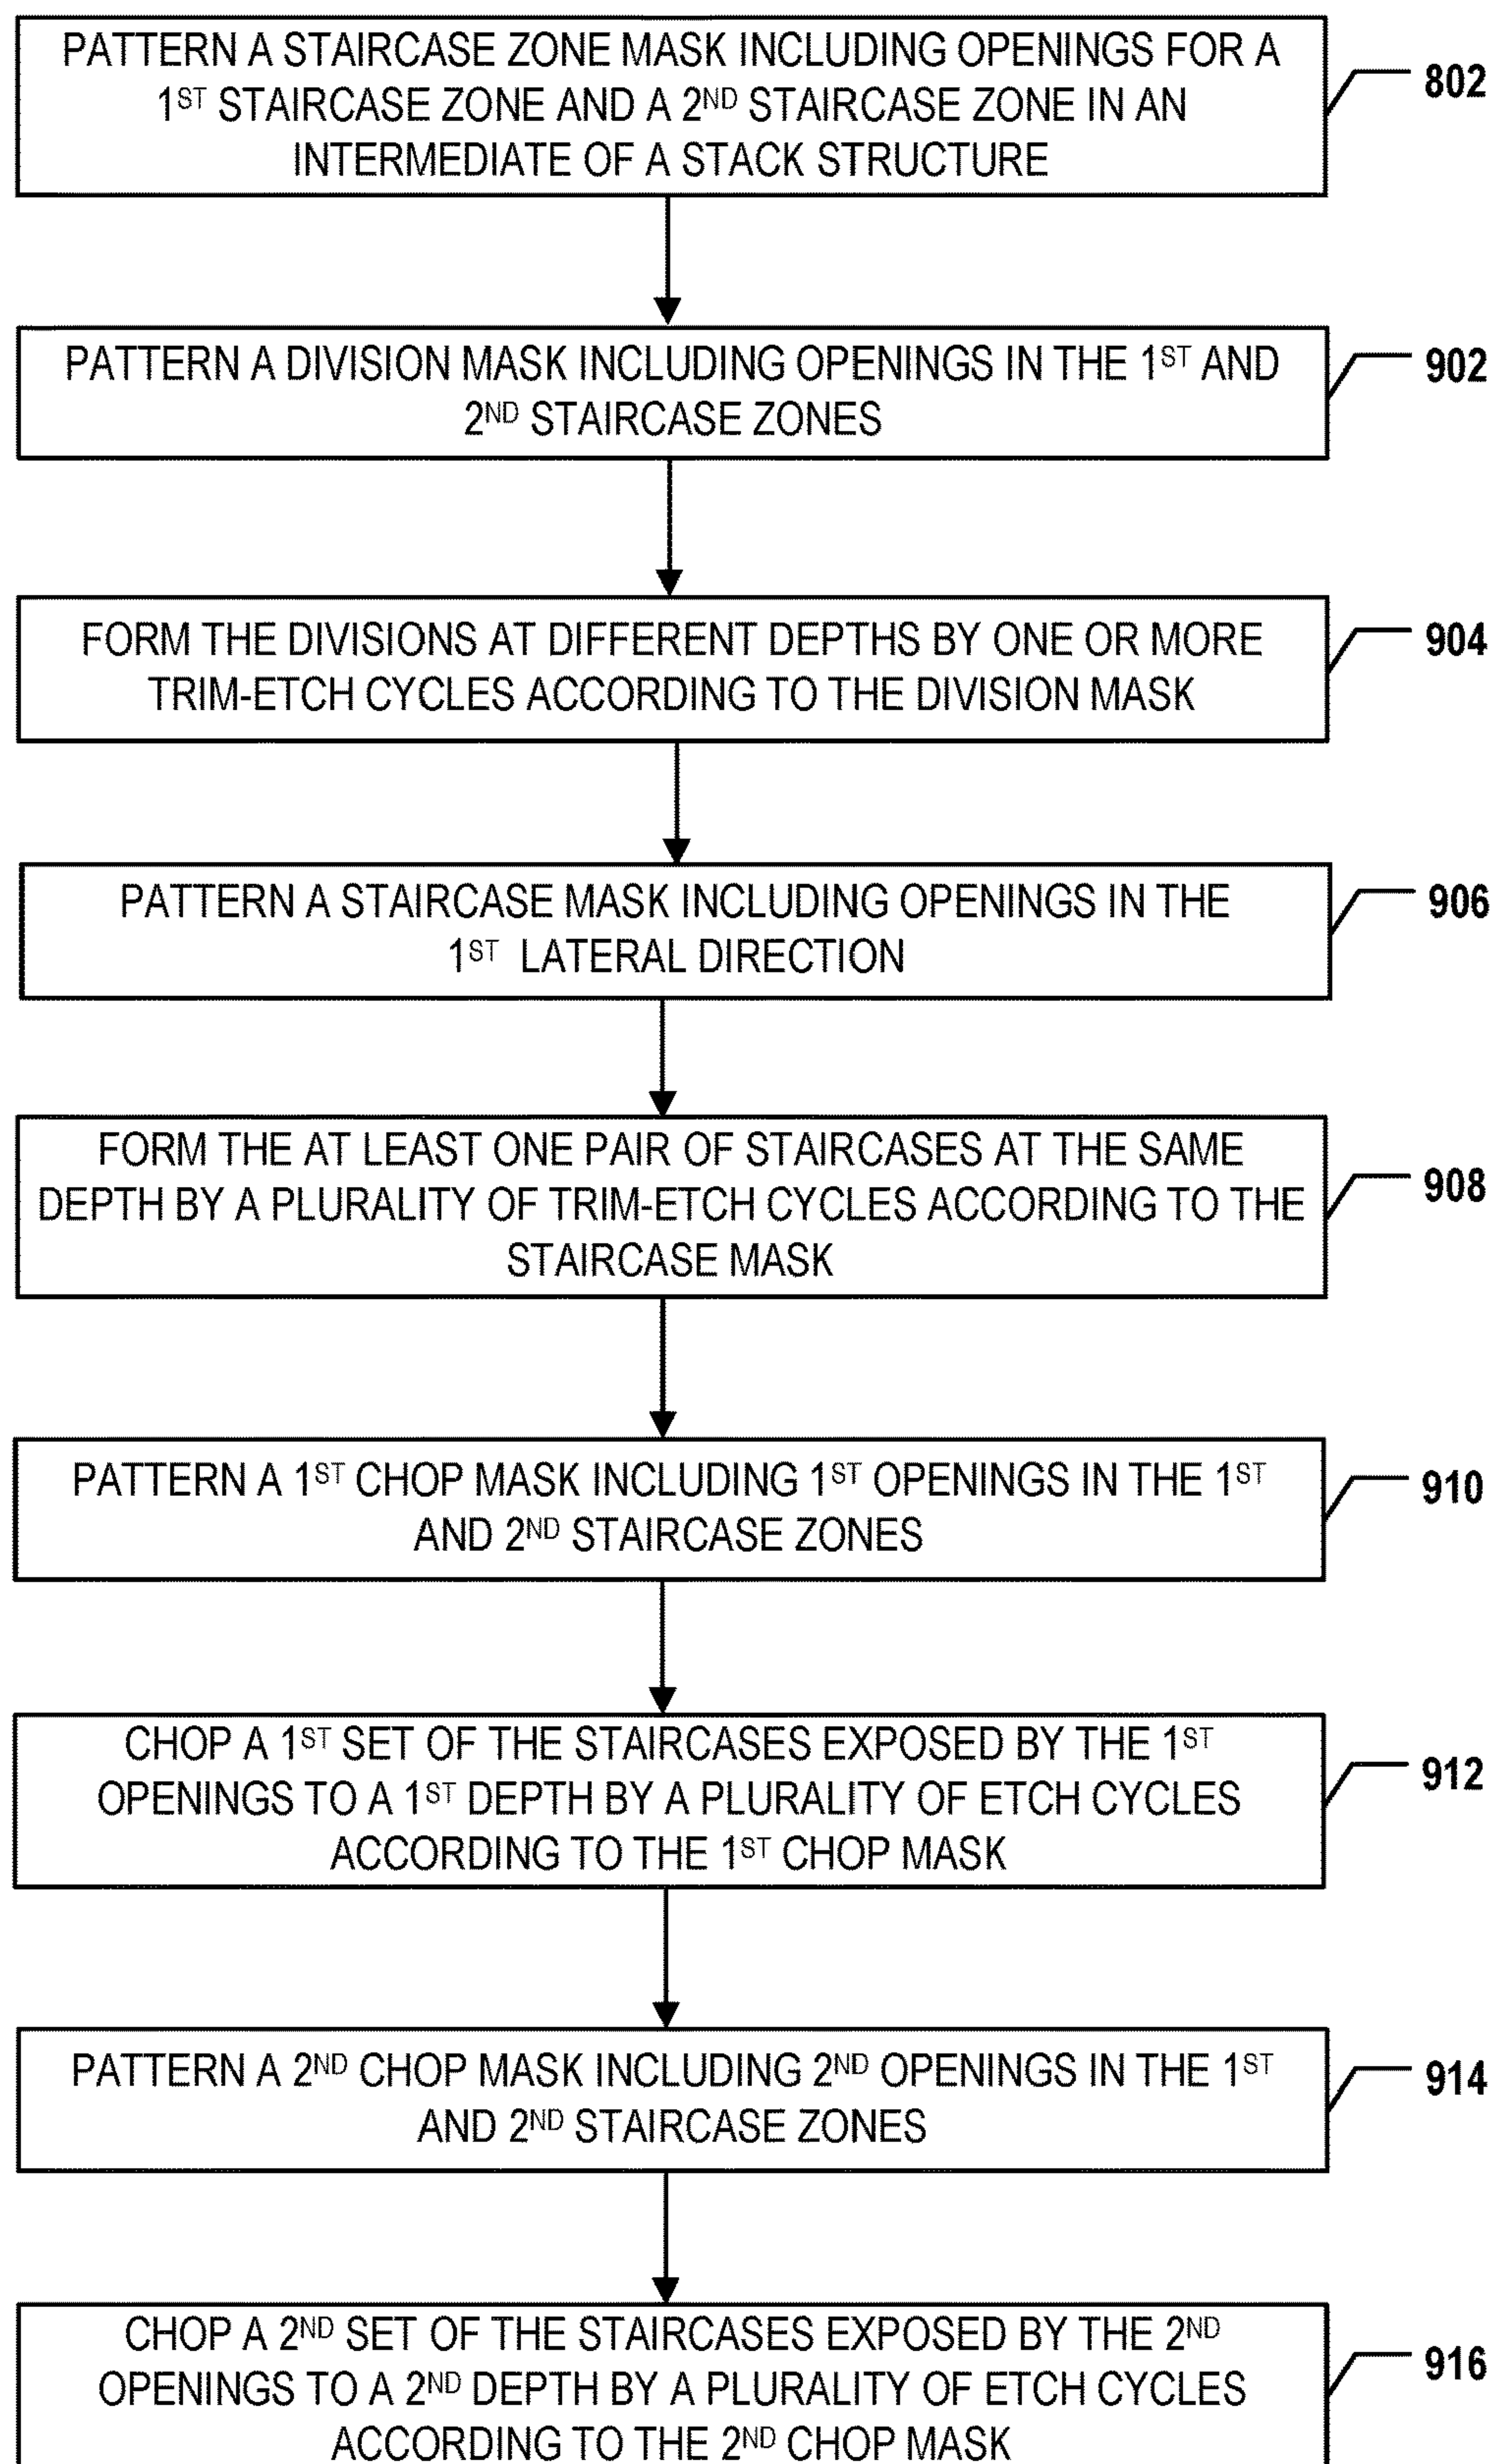 PATTERN A STAIRCASE ZONE MASK INCLUDING OPENINGS FOR A
1ST STAIRCASE ZONE AND A 2ND STAIRCASE ZONE IN AN
INTERMEDIATE OF A STACK STRUCTURE
802
PATTERN A DIVISION MASK INCLUDING OPENINGS IN THE 1ST AND
2ND STAIRCASE ZONES
902
FORM THE DIVISIONS AT DIFFERENT DEPTHS BY ONE OR MORE
TRIM-ETCH CYCLES ACCORDING TO THE DIVISION MASK
904
PATTERN A STAIRCASE MASK INCLUDING OPENINGS IN THE
1ST LATERAL DIRECTION
906
FORM THE AT LEAST ONE PAIR OF STAIRCASES AT THE SAME
DEPTH BY A PLURALITY OF TRIM-ETCH CYCLES ACCORDING TO THE
STAIRCASE MASK
908
PATTERN A 1ST CHOP MASK INCLUDING 1ST OPENINGS IN THE 1ST
AND 2ND STAIRCASE ZONES
910
CHOP A 1ST SET OF THE STAIRCASES EXPOSED BY THE 1ST
OPENINGS TO A 1ST DEPTH BY A PLURALITY OF ETCH CYCLES
ACCORDING TO THE 1ST CHOP MASK
912
PATTERN A 2ND CHOP MASK INCLUDING 2ND OPENINGS IN THE 1ST
AND 2ND STAIRCASE ZONES
914
CHOP A 2ND SET OF THE STAIRCASES EXPOSED BY THE 2ND
OPENINGS TO A 2ND DEPTH BY A PLURALITY OF ETCH CYCLES
ACCORDING TO THE 2ND CHOP MASK
916